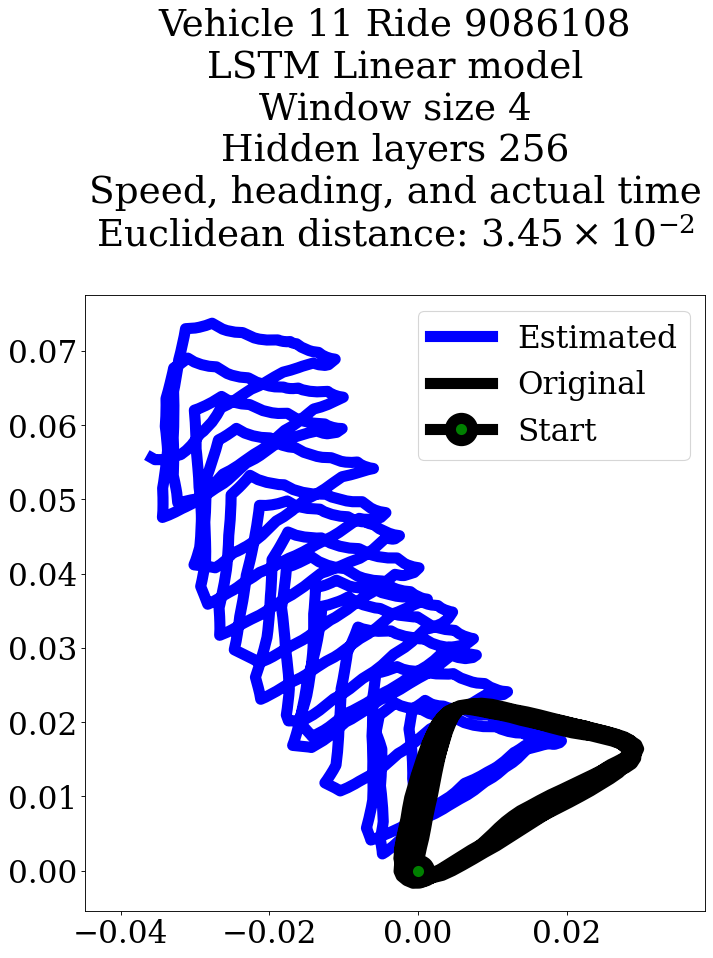 Vehicle 11 Ride 9086108
LSTM Linear model
Window size 4
Hidden layers 256
Speed, heading, and actual time
Euclidean distance: 3.45 × 10⁻²
Estimated
Original
Start
0.07
0.06
0.05
0.04
0.03
0.02
0.01
0.00
−0.04
−0.02
0.00
0.02